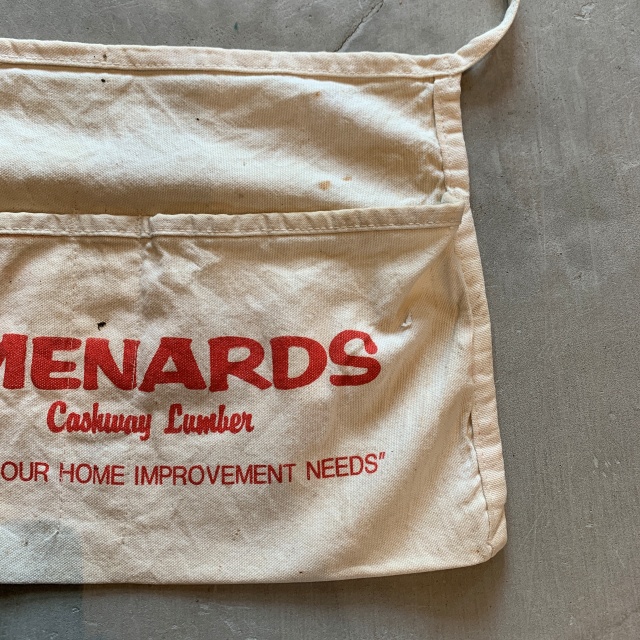 MENARDS
Cashway Lumber
OUR HOME IMPROVEMENT NEEDS"